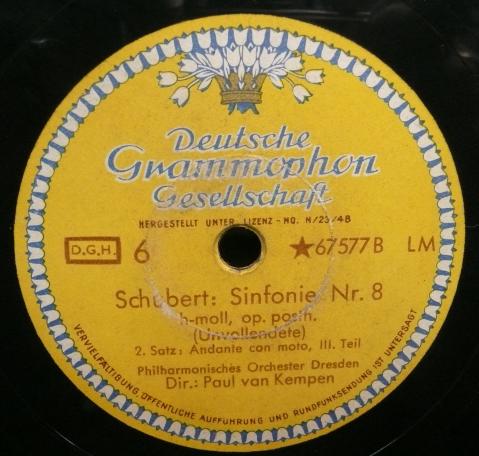 Deutsche
Grammophon
Gesellschaft
HERGESTELLT UNTER LIZENZ-NO. N/23/48
D.G.H. 6 ★67577B LM
Schubert: Sinfonie Nr. 8
h-moll, op. posth.
(Unvollendete)
2. Satz: Andante con moto, III. Teil
Philharmonisches Orchester Dresden
Dir.: Paul van Kempen
VERVIELFÄLTIGUNG, ÖFFENTLICHE AUFFÜHRUNG UND RUNDFUNKSENDUNG IST UNTERSAGT